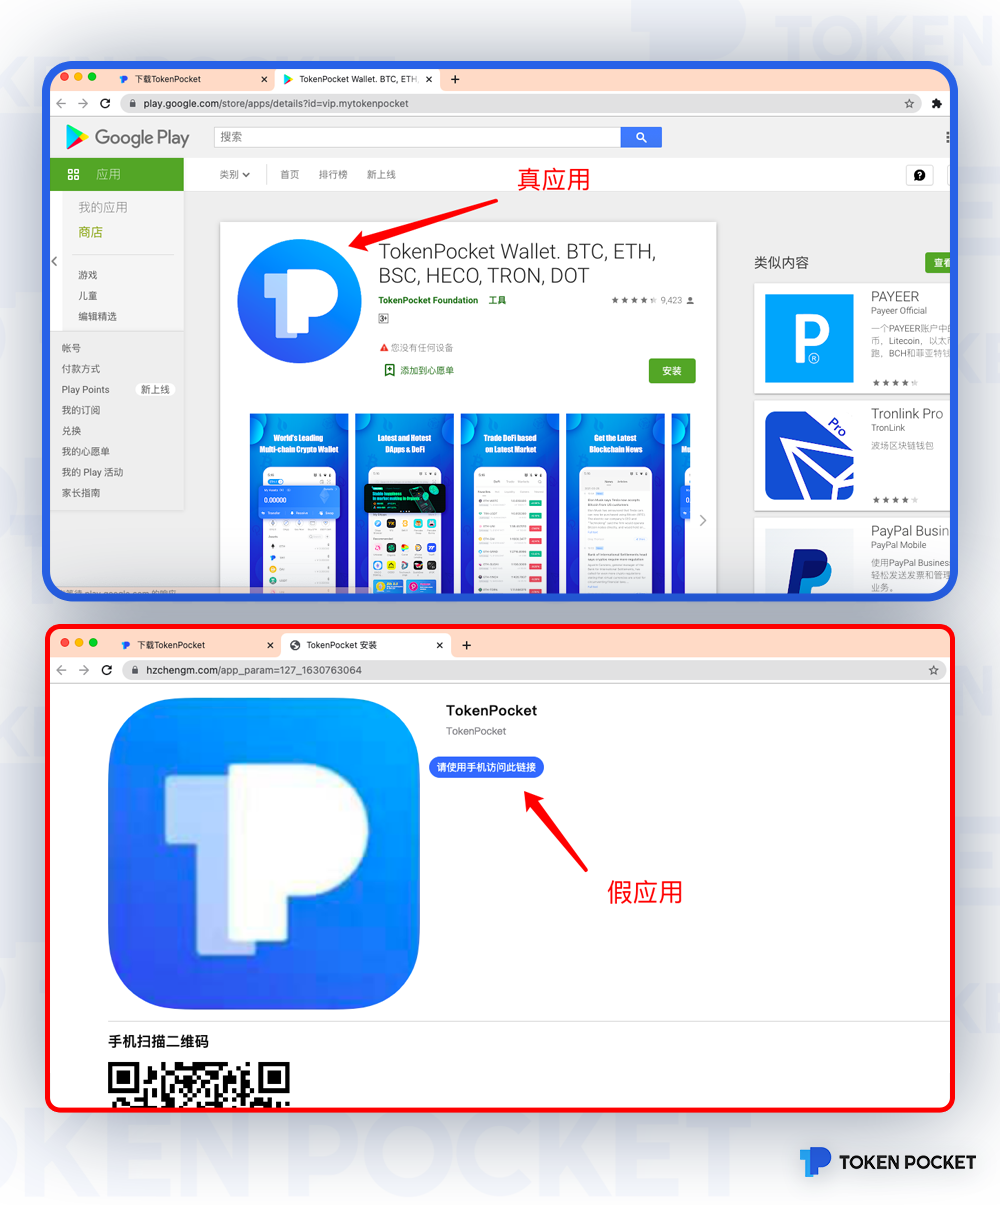 TOKEN
下载TokenPocket
TokenPocket Wallet. BTC, ETH,
play.google.com/store/apps/details?id=vip.mytokenpocket
Google Play
搜索
应用
类别
首页
排行榜
新上线
真应用
我的应用
商店
游戏
儿童
编辑精选
帐号
付款方式
Play Points
新上线
我的订阅
兑换
我的心愿单
我的 Play 活动
家长指南
TokenPocket Wallet. BTC, ETH,
BSC, HECO, TRON, DOT
TokenPocket Foundation
工具
9,423
3+
您没有任何设备
添加到心愿单
安装
World's Leading
Multi-chain Crypto Wallet
Latest and Hotest
DApps & DeFi
Trade DeFi based
on Latest Market
Get the Latest
Blockchain News
0.00000
类似内容
查看
PAYEER
Payeer Official
一个PAYEER账户中的
币、Litecoin，以太币
跑，BCH和菲亚特钱
Pro
Tronlink Pro
TronLink
波场区块链钱包
PayPal Busin
PayPal Mobile
使用PayPal Business
轻松发送发票和管理
业务。
下载TokenPocket
TokenPocket 安装
hzchengm.com/app_param=127_1630763064
TokenPocket
TokenPocket
请使用手机访问此链接
假应用
手机扫描二维码
TOKEN POCKET
TOKEN POCKET